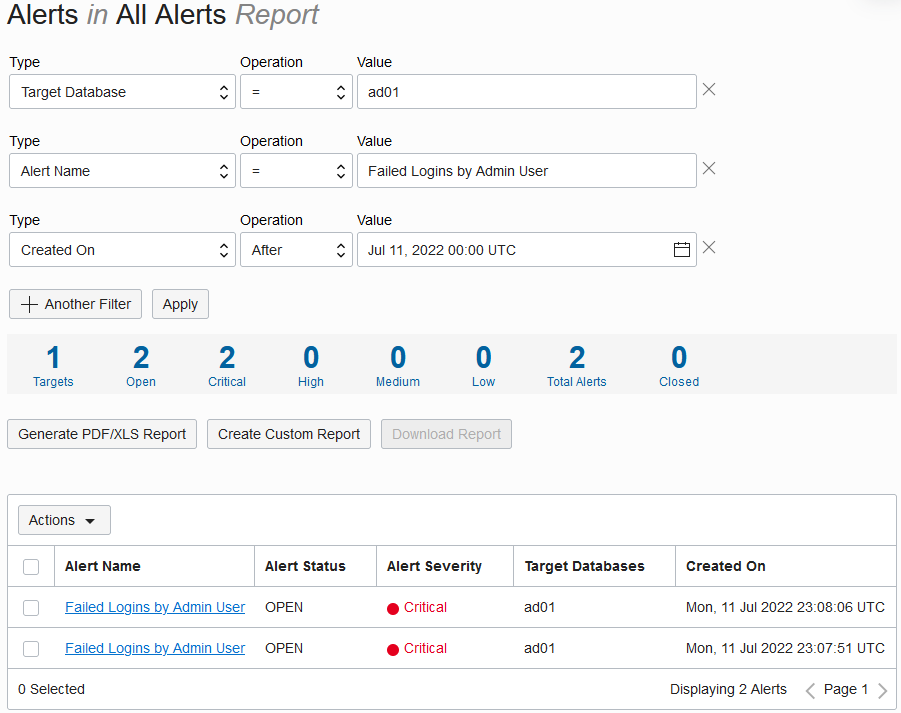 Alerts in All Alerts Report
Type Operation Value
Target Database = ad01
Type Operation Value
Alert Name = Failed Logins by Admin User
Type Operation Value
Created On After Jul 11, 2022 00:00 UTC
Another Filter Apply
1 2 2 0 0 0 2 0
Targets Open Critical High Medium Low Total Alerts Closed
Generate PDF/XLS Report Create Custom Report Download Report
Actions
Alert Name Alert Status Alert Severity Target Databases Created On
Failed Logins by Admin User OPEN Critical ad01 Mon, 11 Jul 2022 23:08:06 UTC
Failed Logins by Admin User OPEN Critical ad01 Mon, 11 Jul 2022 23:07:51 UTC
0 Selected Displaying 2 Alerts Page 1